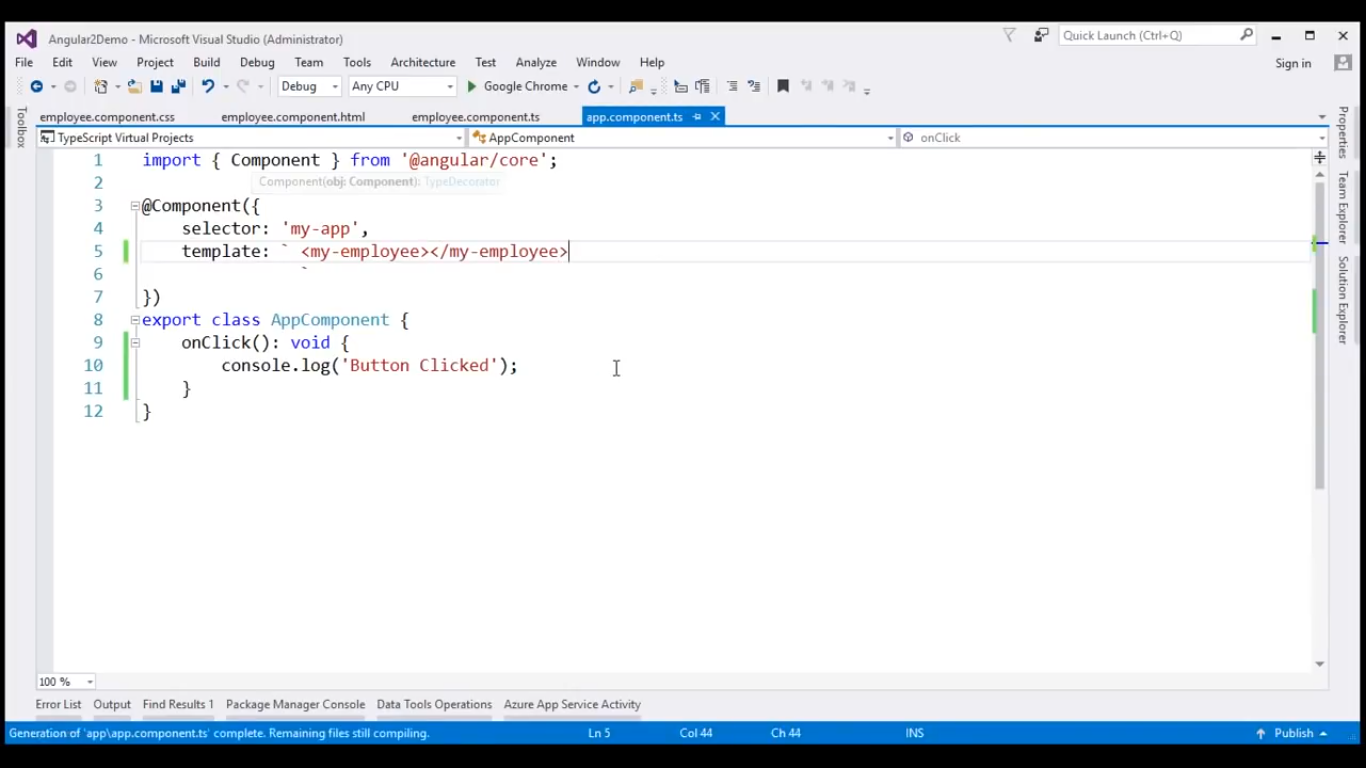 Angular2Demo - Microsoft Visual Studio (Administrator)
Quick Launch (Ctrl+Q)
File Edit View Project Build Debug Team Tools Architecture Test Analyze Window Help
Sign in
Debug Any CPU Google Chrome
Toolbox
employee.component.css employee.component.html employee.component.ts app.component.ts
TypeScript Virtual Projects AppComponent onClick
1 import { Component } from '@angular/core';
Component(obj: Component): TypeDecorator
2
3 @Component({
4 selector: 'my-app',
5 template: ` <my-employee></my-employee>
6 `
7 })
8 export class AppComponent {
9 onClick(): void {
10 console.log('Button Clicked');
11 }
12 }
Properties
Team Explorer
Solution Explorer
100 %
Error List Output Find Results 1 Package Manager Console Data Tools Operations Azure App Service Activity
Generation of 'app\app.component.ts' complete. Remaining files still compiling. Ln 5 Col 44 Ch 44 INS Publish